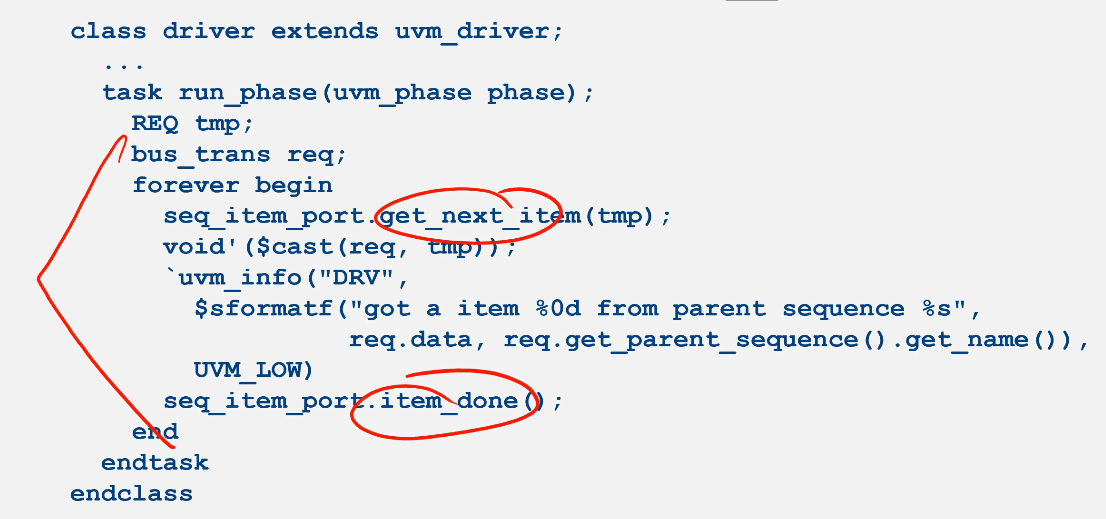 class driver extends uvm_driver;
...
task run_phase(uvm_phase phase);
REQ tmp;
bus_trans req;
forever begin
seq_item_port.get_next_item(tmp);
void'($cast(req, tmp));
`uvm_info("DRV",
$sformatf("got a item %0d from parent sequence %s",
req.data, req.get_parent_sequence().get_name()),
UVM_LOW)
seq_item_port.item_done();
end
endtask
endclass